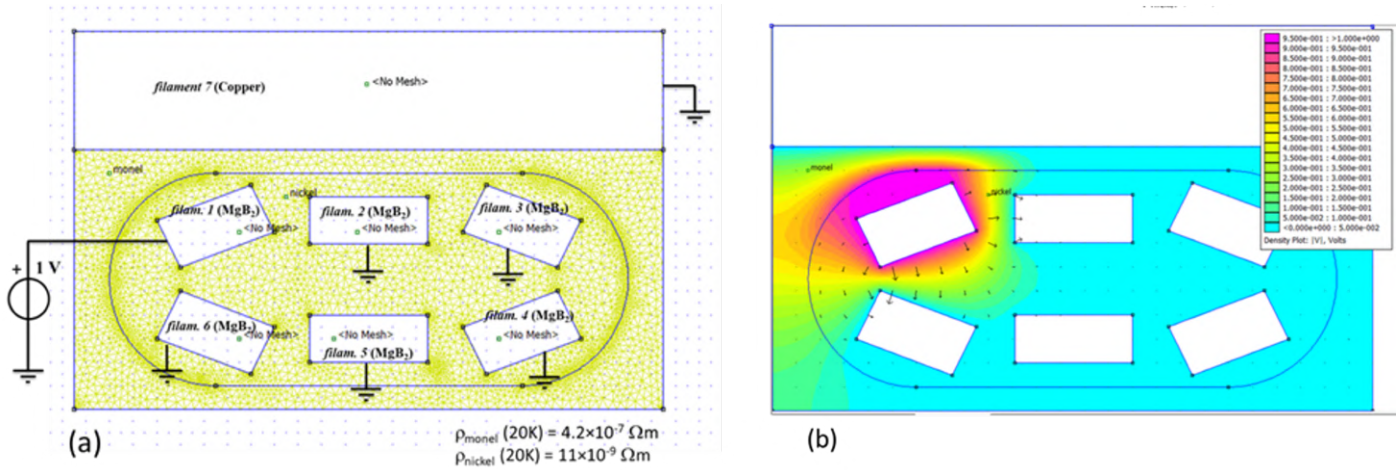 filament 7 (Copper)
<No Mesh>
monel
nickel
filam. 1 (MgB2)
<No Mesh>
filam. 2 (MgB2)
<No Mesh>
filam. 3 (MgB2)
<No Mesh>
+ 1 V
filam. 6 (MgB2)
<No Mesh>
<No Mesh>
filam. 5 (MgB2)
filam. 4 (MgB2)
<No Mesh>
(a)
ρmonel (20K) = 4.2×10-7 Ωm
ρnickel (20K) = 11×10-9 Ωm
9.500e-001 : >1.000e+000
9.000e-001 : 9.500e-001
8.500e-001 : 9.000e-001
8.000e-001 : 8.500e-001
7.500e-001 : 8.000e-001
7.000e-001 : 7.500e-001
6.500e-001 : 7.000e-001
6.000e-001 : 6.500e-001
5.500e-001 : 6.000e-001
5.000e-001 : 5.500e-001
4.500e-001 : 5.000e-001
4.000e-001 : 4.500e-001
3.500e-001 : 4.000e-001
3.000e-001 : 3.500e-001
2.500e-001 : 3.000e-001
2.000e-001 : 2.500e-001
1.500e-001 : 2.000e-001
1.000e-001 : 1.500e-001
5.000e-002 : 1.000e-001
<0.000e+000 : 5.000e-002
Density Plot: |V|, Volts
monel
nickel
(b)